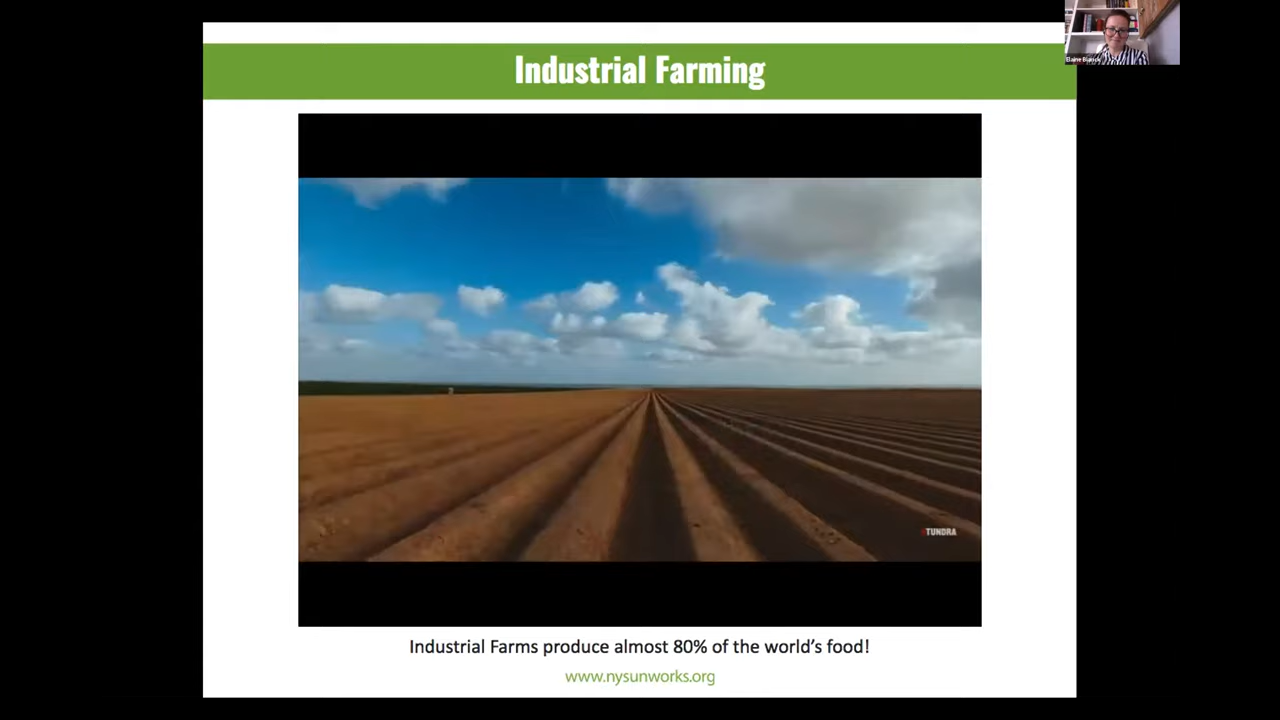 Industrial Farming
TUNDRA
Industrial Farms produce almost 80% of the world's food!
www.nysunworks.org